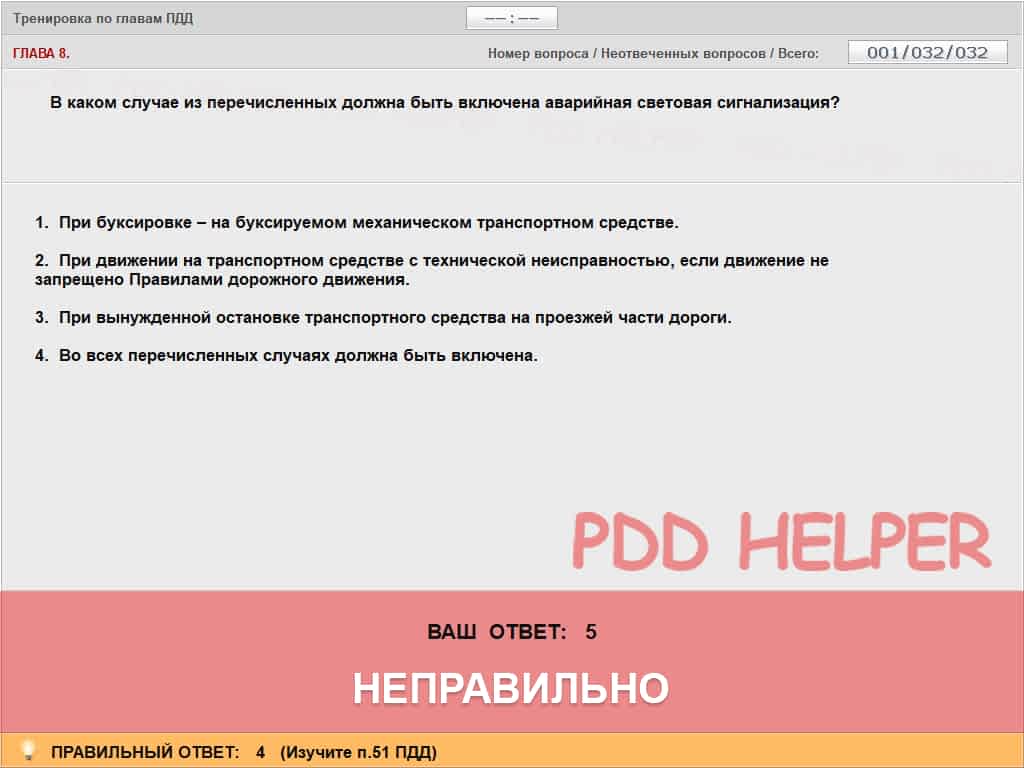 Тренировка по главам ПДД
–– : ––
ГЛАВА 8.
Номер вопроса / Неотвеченных вопросов / Всего:
001/032/032
В каком случае из перечисленных должна быть включена аварийная световая сигнализация?
1. При буксировке – на буксируемом механическом транспортном средстве.
2. При движении на транспортном средстве с технической неисправностью, если движение не
запрещено Правилами дорожного движения.
3. При вынужденной остановке транспортного средства на проезжей части дороги.
4. Во всех перечисленных случаях должна быть включена.
PDD HELPER
ВАШ ОТВЕТ: 5
НЕПРАВИЛЬНО
ПРАВИЛЬНЫЙ ОТВЕТ: 4 (Изучите п.51 ПДД)